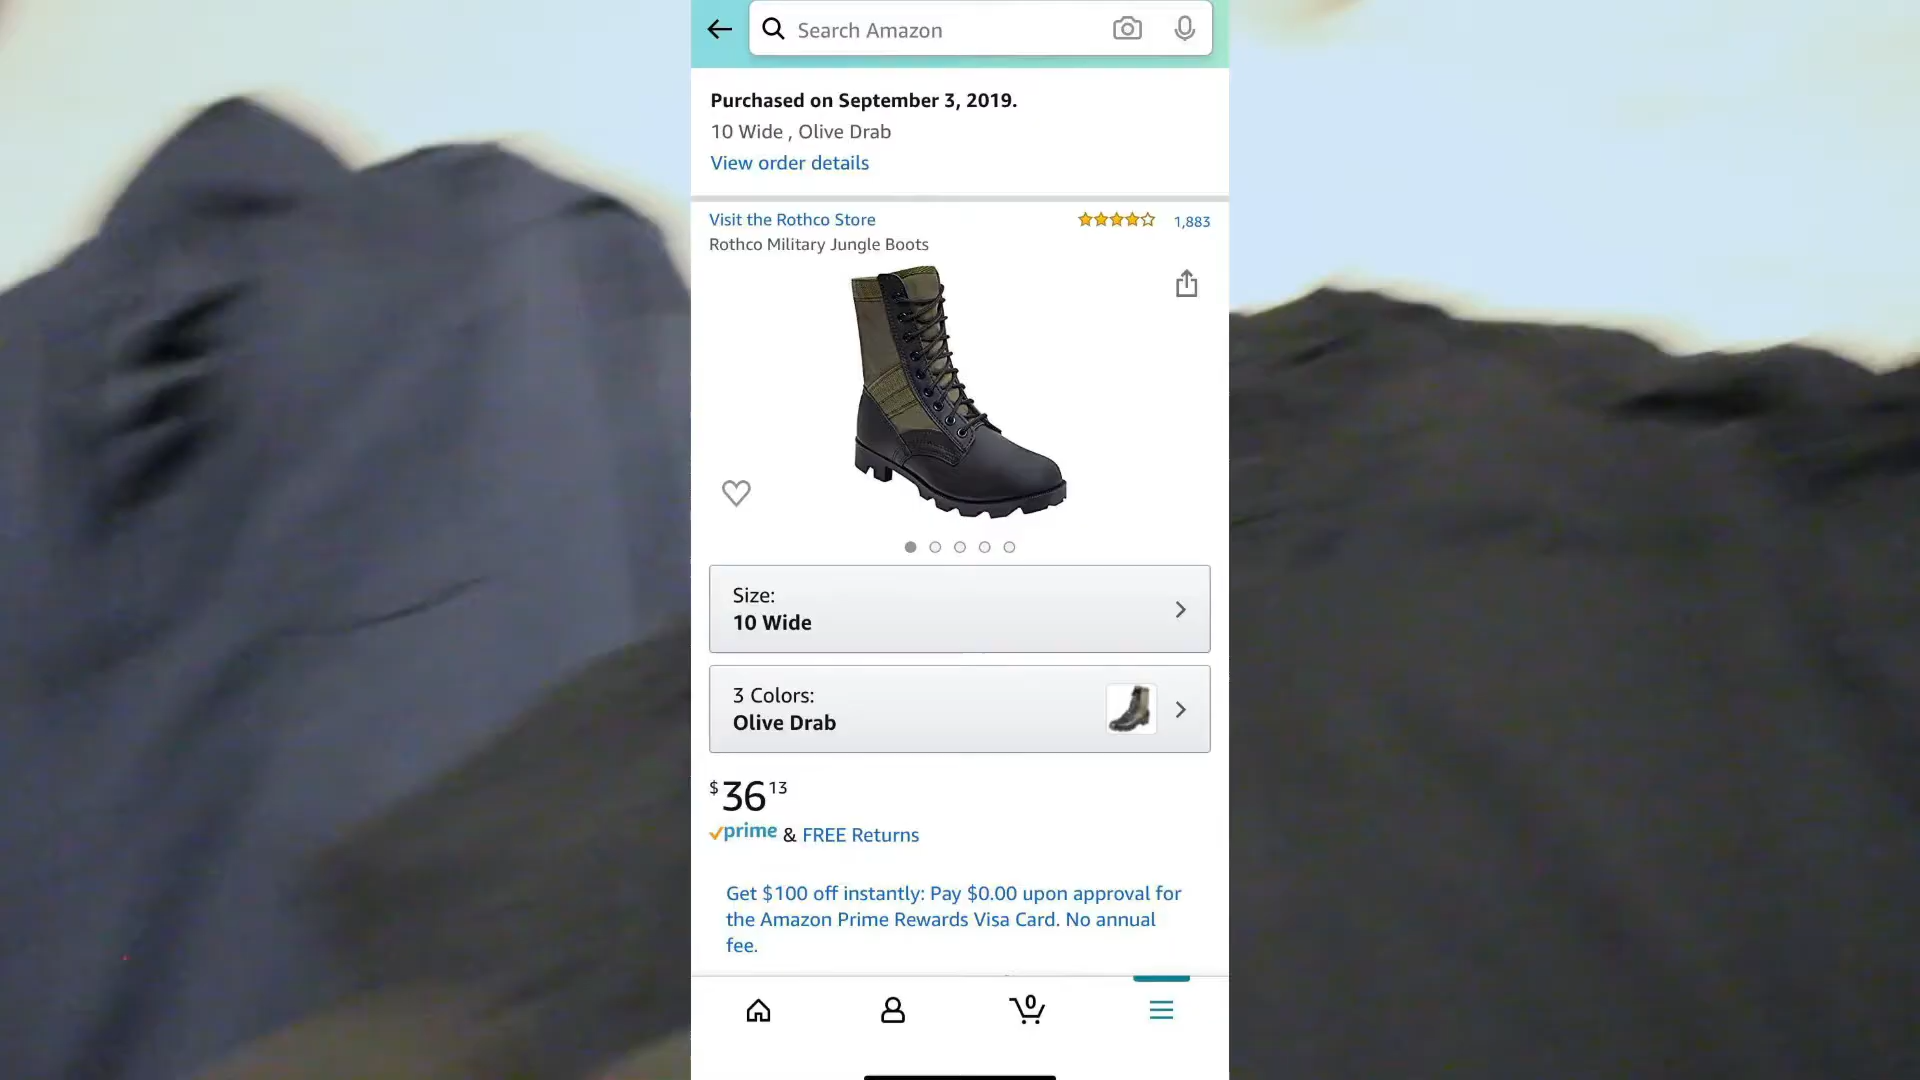 Search Amazon
Purchased on September 3, 2019.
10 Wide , Olive Drab
View order details
Visit the Rothco Store
1,883
Rothco Military Jungle Boots
Size:
10 Wide
3 Colors:
Olive Drab
$36 13
prime & FREE Returns
Get $100 off instantly: Pay $0.00 upon approval for
the Amazon Prime Rewards Visa Card. No annual
fee.
0